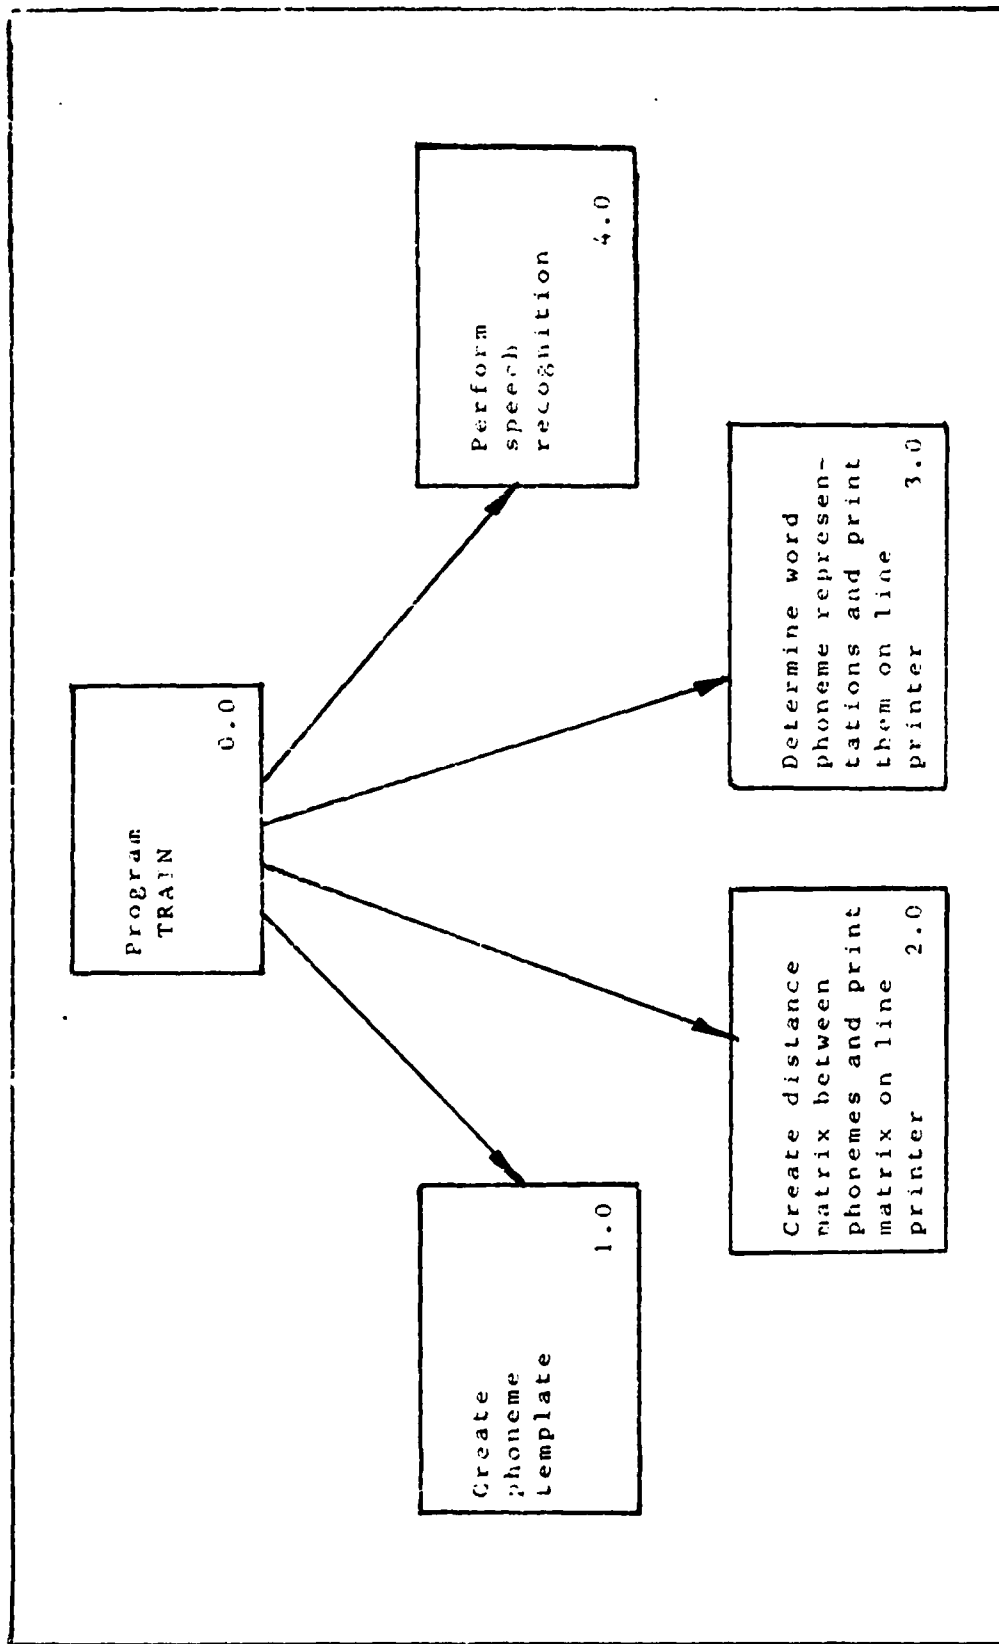 Program
TRAIN
0.0
Create
phoneme
template
1.0
Create distance
matrix between
phonemes and print
matrix on line
printer 2.0
Determine word
phoneme represen-
tations and print
them on line
printer 3.0
Perform
speech
recognition
4.0